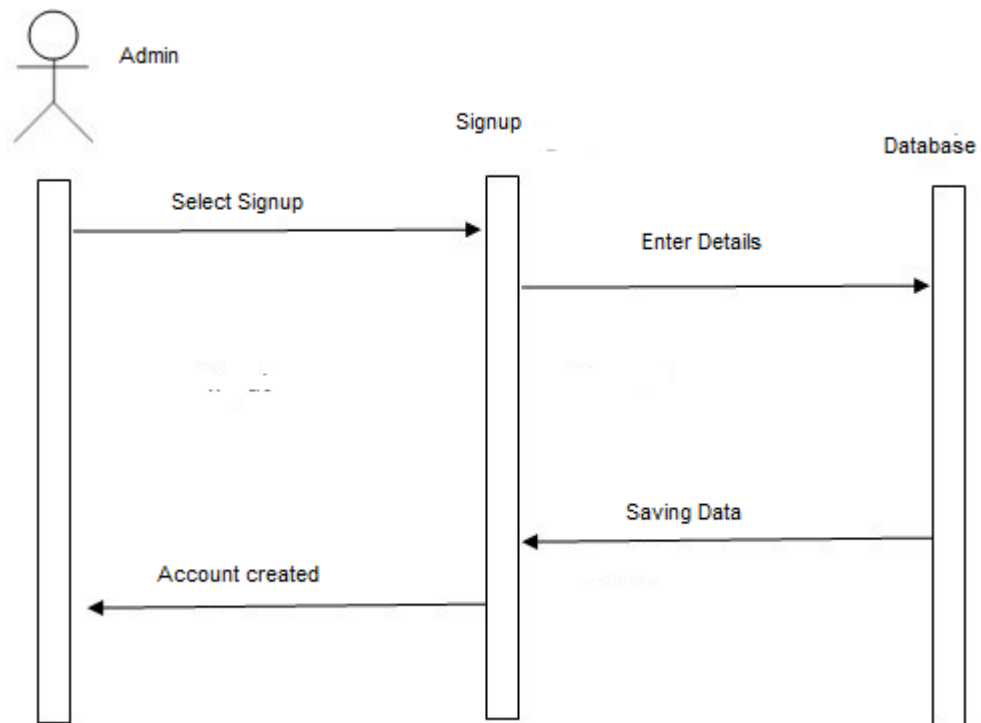 Admin
Signup
Database
Select Signup
Enter Details
Saving Data
Account created